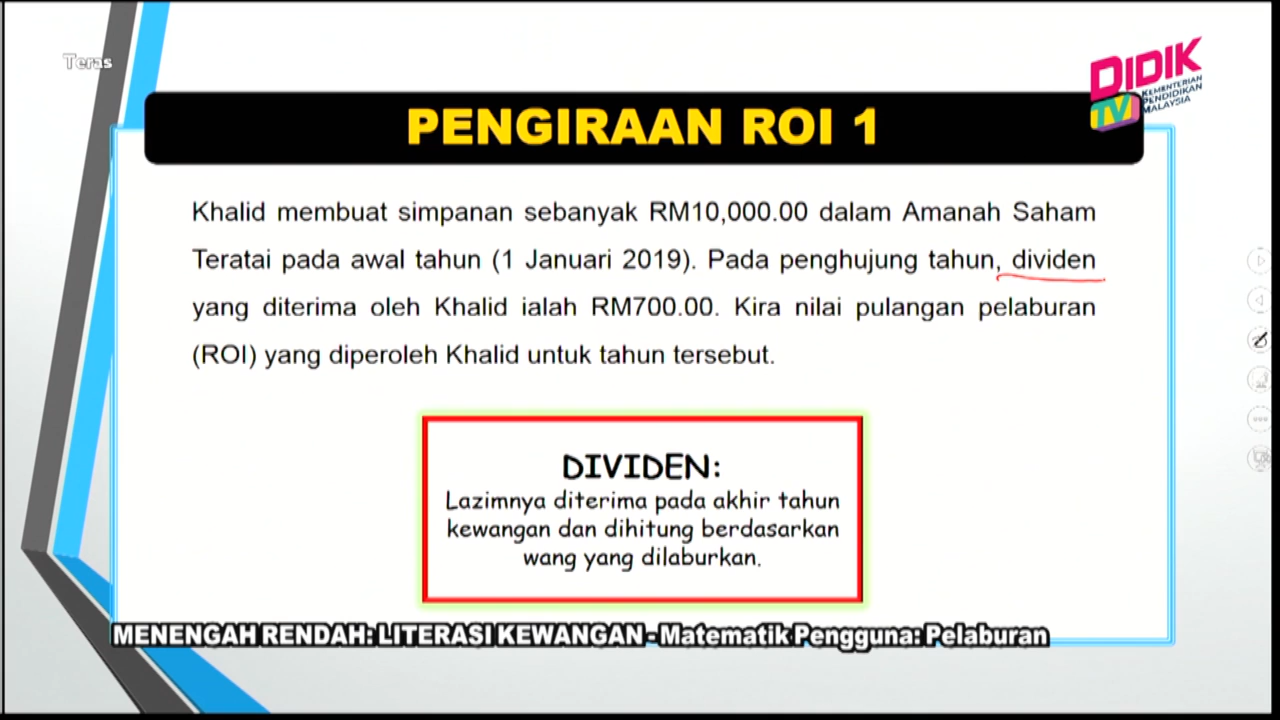 Teras
DIDIK
TV
KEMENTERIAN
PENDIDIKAN
MALAYSIA
PENGIRAAN ROI 1
Khalid membuat simpanan sebanyak RM10,000.00 dalam Amanah Saham
Teratai pada awal tahun (1 Januari 2019). Pada penghujung tahun, dividen
yang diterima oleh Khalid ialah RM700.00. Kira nilai pulangan pelaburan
(ROI) yang diperoleh Khalid untuk tahun tersebut.
DIVIDEN:
Lazimnya diterima pada akhir tahun
kewangan dan dihitung berdasarkan
wang yang dilaburkan.
MENENGAH RENDAH: LITERASI KEWANGAN - Matematik Pengguna: Pelaburan